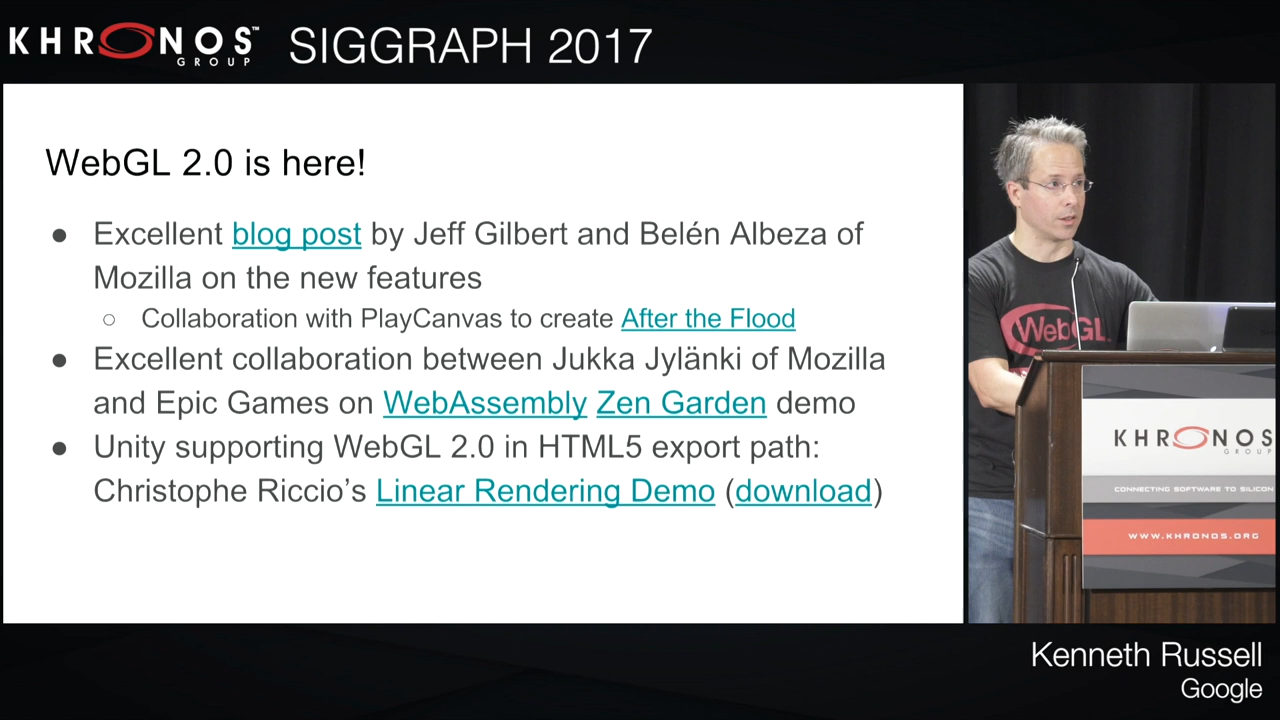 KHRONOS™ GROUP SIGGRAPH 2017
WebGL 2.0 is here!
● Excellent blog post by Jeff Gilbert and Belén Albeza of
Mozilla on the new features
○ Collaboration with PlayCanvas to create After the Flood
● Excellent collaboration between Jukka Jylänki of Mozilla
and Epic Games on WebAssembly Zen Garden demo
● Unity supporting WebGL 2.0 in HTML5 export path:
Christophe Riccio’s Linear Rendering Demo (download)
WebGL
KHRONOS
GROUP
CONNECTING SOFTWARE TO SILICON
WWW.KHRONOS.ORG
Kenneth Russell
Google